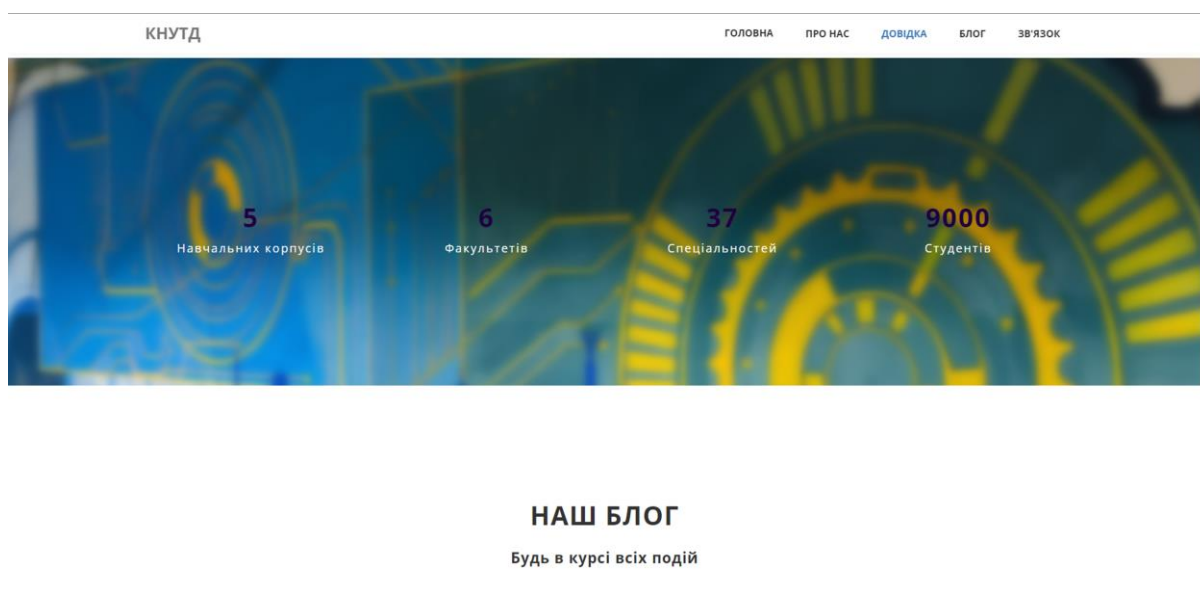 КНУТД
ГОЛОВНА ПРО НАС ДОВІДКА БЛОГ ЗВ'ЯЗОК
5 6 37 9000
Навчальних корпусів Факультетів Спеціальностей Студентів
НАШ БЛОГ
Будь в курсі всіх подій